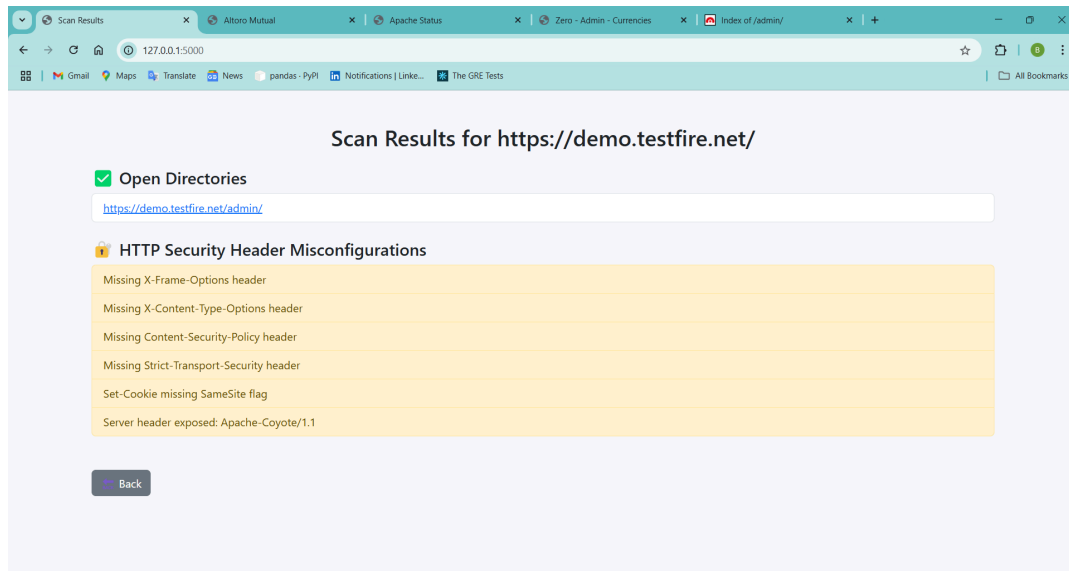 Scan Results
Altoro Mutual
Apache Status
Zero - Admin - Currencies
Index of /admin/
127.0.0.1:5000
B
Gmail
Maps
Translate
News
pandas · PyPI
Notifications | Linke...
The GRE Tests
All Bookmarks
Scan Results for https://demo.testfire.net/
Open Directories
https://demo.testfire.net/admin/
HTTP Security Header Misconfigurations
Missing X-Frame-Options header
Missing X-Content-Type-Options header
Missing Content-Security-Policy header
Missing Strict-Transport-Security header
Set-Cookie missing SameSite flag
Server header exposed: Apache-Coyote/1.1
Back